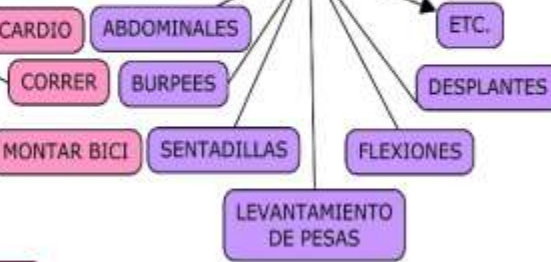 CARDIO
ABDOMINALES
ETC.
CORRER
BURPEES
DESPLANTES
MONTAR BICI
SENTADILLAS
FLEXIONES
LEVANTAMIENTO
DE PESAS